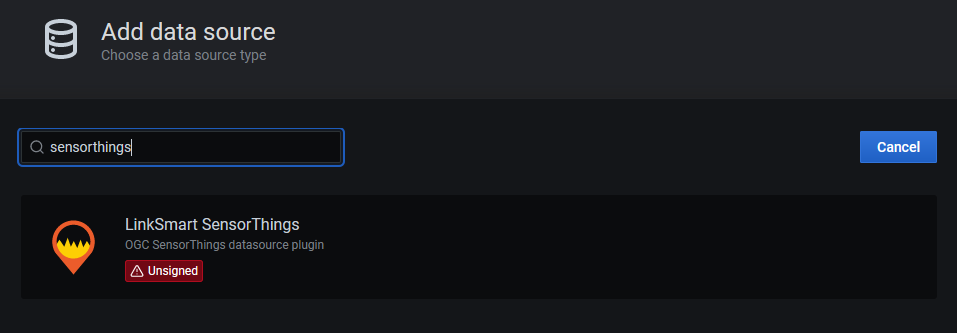 Add data source
Choose a data source type
sensorthings
Cancel
LinkSmart SensorThings
OGC SensorThings datasource plugin
Unsigned